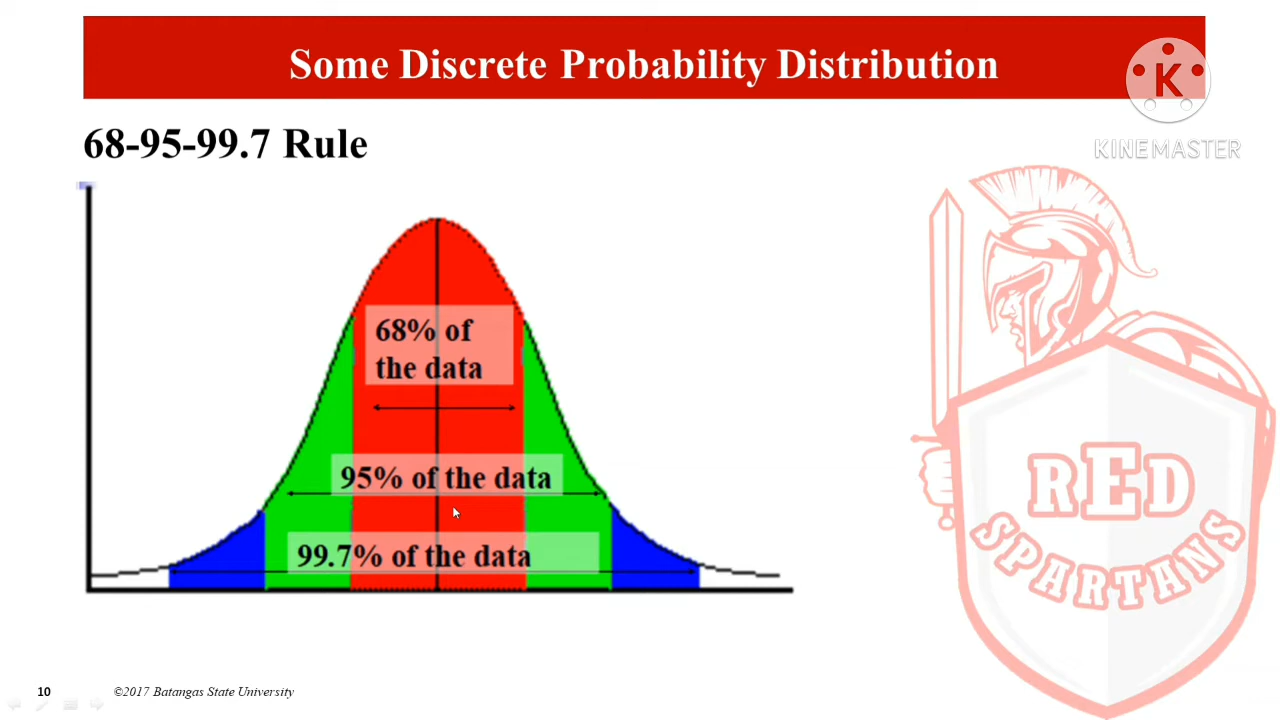 Some Discrete Probability Distribution
K
KINEMASTER
68-95-99.7 Rule
68% of
the data
95% of the data
99.7% of the data
RED
SPARTANS
10
©2017 Batangas State University